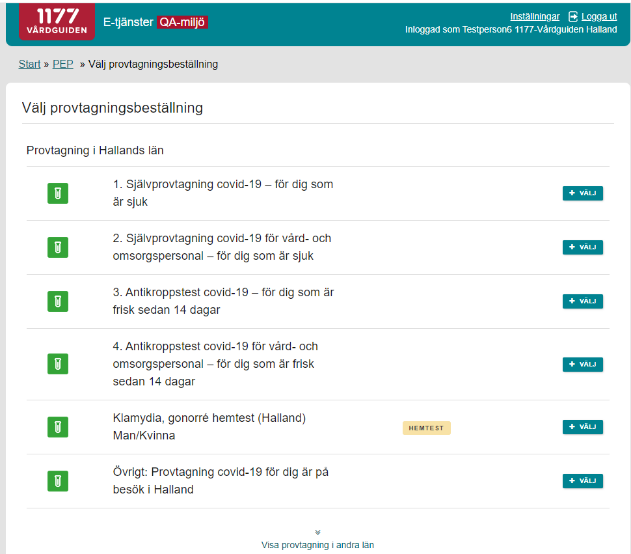 1177
VÅRDGUIDEN
E-tjänster QA-miljö
Inställningar Logga ut
Inloggad som Testperson6 1177-Vårdguiden Halland
Start » PEP » Välj provtagningsbeställning
Välj provtagningsbeställning
Provtagning i Hallands län
1. Självprovtagning covid-19 – för dig som
är sjuk
+ VÄLJ
2. Självprovtagning covid-19 för vård- och
omsorgspersonal – för dig som är sjuk
+ VÄLJ
3. Antikroppstest covid-19 – för dig som är
frisk sedan 14 dagar
+ VÄLJ
4. Antikroppstest covid-19 för vård- och
omsorgspersonal – för dig som är frisk
sedan 14 dagar
+ VÄLJ
Klamydia, gonorré hemtest (Halland)
Man/Kvinna
HEMTEST
+ VÄLJ
Övrigt: Provtagning covid-19 för dig är på
besök i Halland
+ VÄLJ
Visa provtagning i andra län